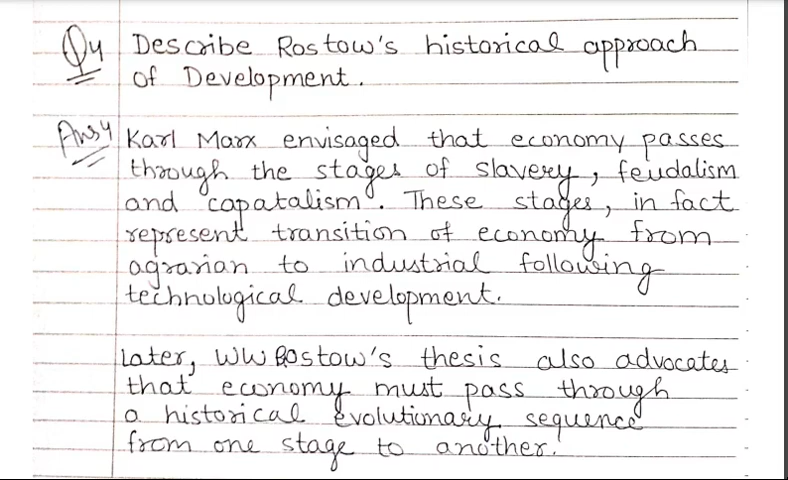 Q4 Describe Rostow's historical approach
of Development.
Ans4 Karl Marx envisaged that economy passes
through the stages of slavery, feudalism
and capatalism. These stages, in fact
represent transition of economy from
agrarian to industrial following
technological development.
Later, WW Rostow's thesis also advocates
that economy must pass through
a historical evolutionary sequence
from one stage to another.